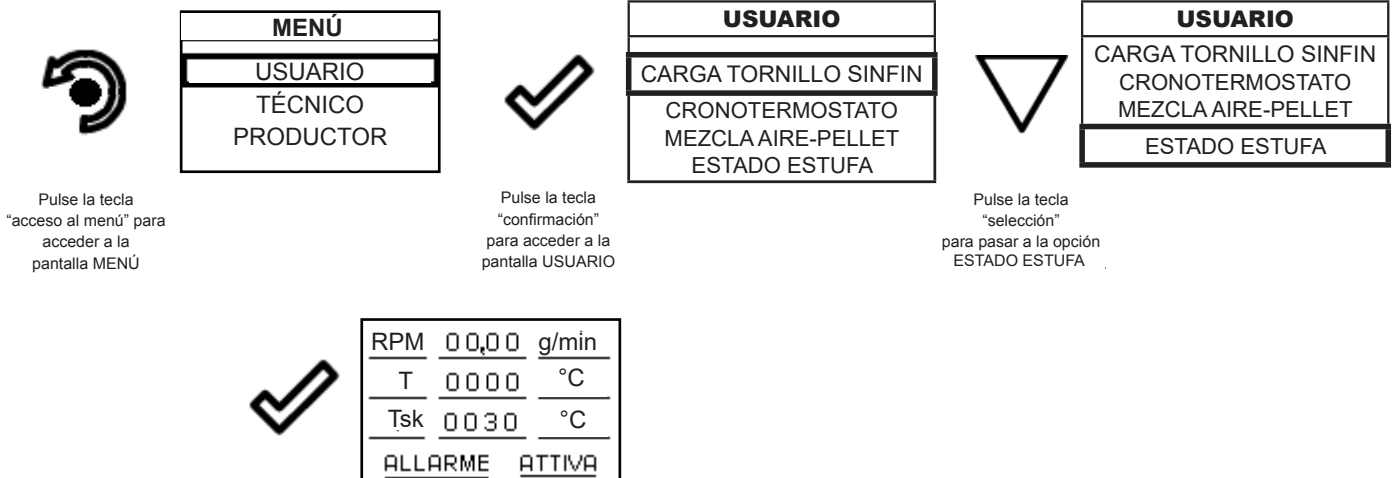 MENÚ
USUARIO
TÉCNICO
PRODUCTOR
Pulse la tecla
“acceso al menú” para
acceder a la
pantalla MENÚ
USUARIO
CARGA TORNILLO SINFIN
CRONOTERMOSTATO
MEZCLA AIRE-PELLET
ESTADO ESTUFA
Pulse la tecla
“confirmación”
para acceder a la
pantalla USUARIO
USUARIO
CARGA TORNILLO SINFIN
CRONOTERMOSTATO
MEZCLA AIRE-PELLET
ESTADO ESTUFA
Pulse la tecla
“selección”
para pasar a la opción
ESTADO ESTUFA
RPM 00,00 g/min
T 0000 °C
Tsk 0030 °C
ALLARME ATTIVA